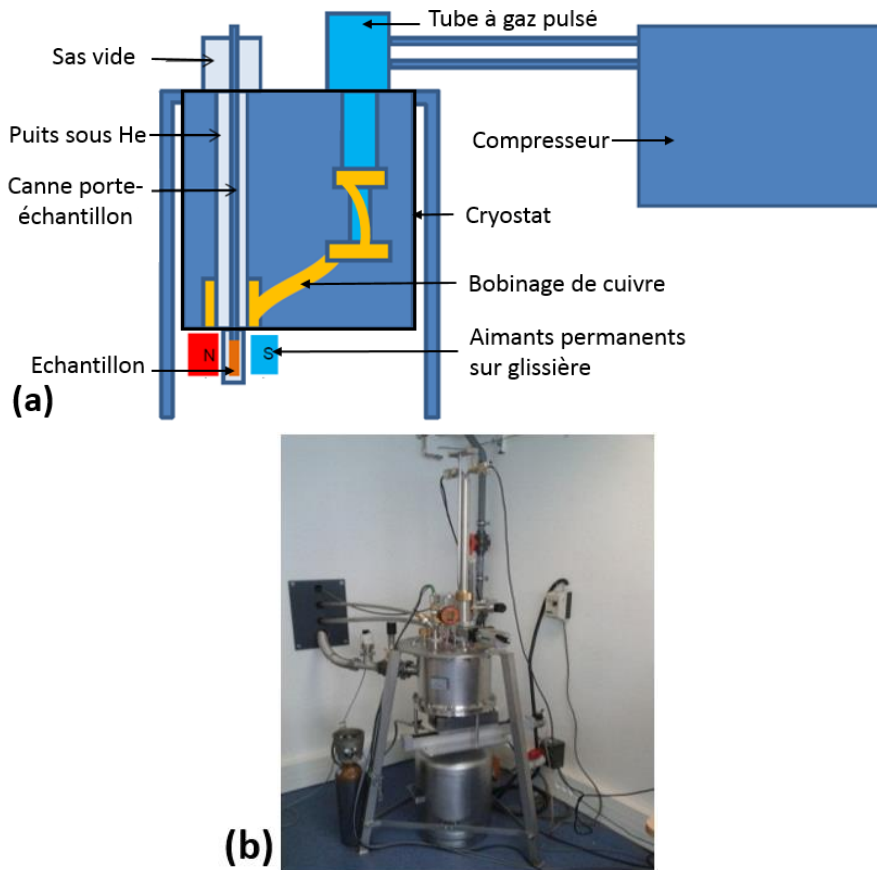 Tube à gaz pulsé
Sas vide
Puits sous He
Compresseur
Canne porte-
échantillon
Cryostat
Bobinage de cuivre
Aimants permanents
sur glissière
N
S
Echantillon
(a)
(b)